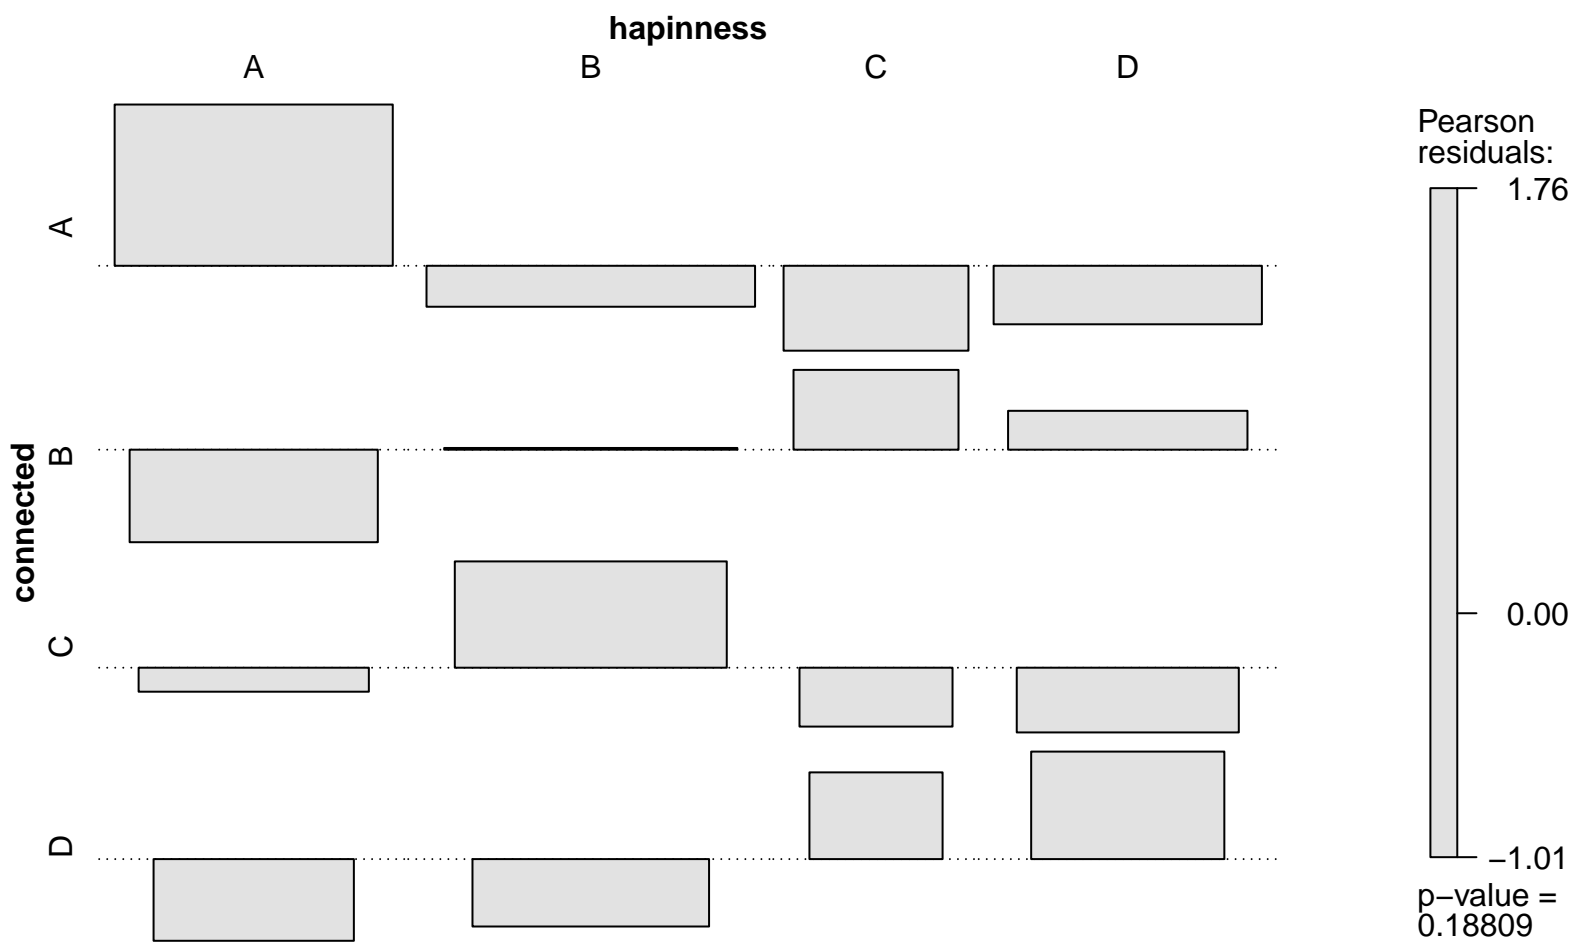 hapinness
A B C D
connected
A
B
C
D
Pearson
residuals:
1.76
0.00
−1.01
p−value =
0.18809